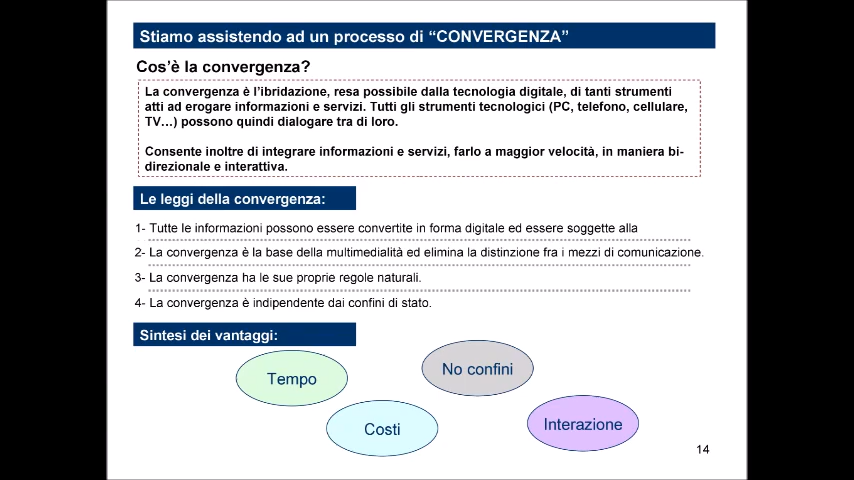 Stiamo assistendo ad un processo di “CONVERGENZA”
Cos’è la convergenza?
La convergenza è l’ibridazione, resa possibile dalla tecnologia digitale, di tanti strumenti
atti ad erogare informazioni e servizi. Tutti gli strumenti tecnologici (PC, telefono, cellulare,
TV…) possono quindi dialogare tra di loro.
Consente inoltre di integrare informazioni e servizi, farlo a maggior velocità, in maniera bi-
direzionale e interattiva.
Le leggi della convergenza:
1- Tutte le informazioni possono essere convertite in forma digitale ed essere soggette alla
2- La convergenza è la base della multimedialità ed elimina la distinzione fra i mezzi di comunicazione.
3- La convergenza ha le sue proprie regole naturali.
4- La convergenza è indipendente dai confini di stato.
Sintesi dei vantaggi:
No confini
Tempo
Costi
Interazione
14